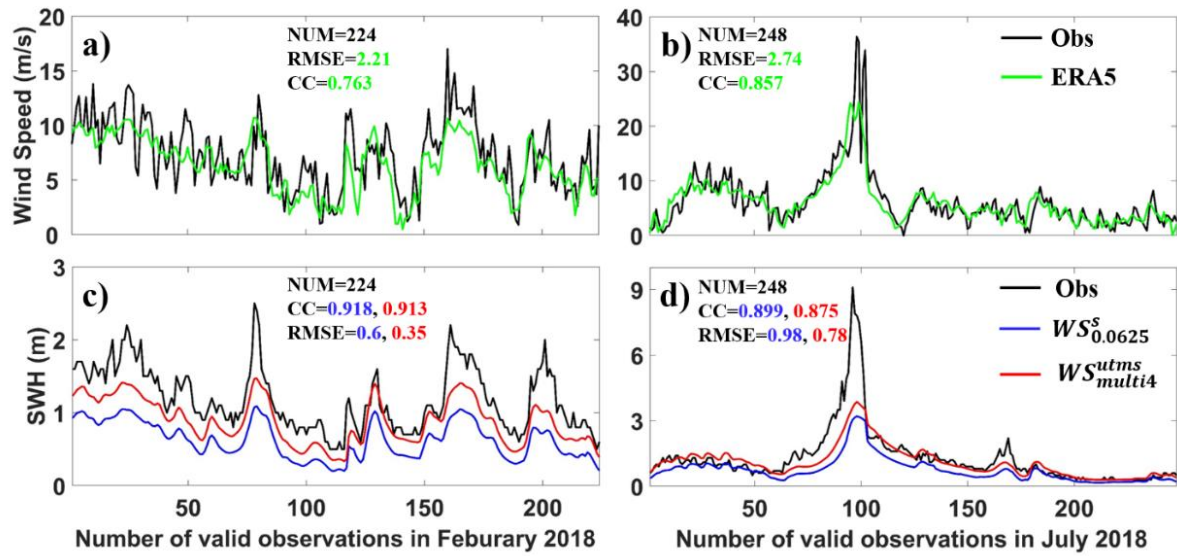 a)
NUM=224
RMSE=2.21
CC=0.763
Wind Speed (m/s)
20
15
10
5
0
b)
NUM=248
RMSE=2.74
CC=0.857
Obs
ERA5
40
30
20
10
0
c)
NUM=224
CC=0.918, 0.913
RMSE=0.6, 0.35
SWH (m)
3
2
1
0
50 100 150 200
Number of valid observations in Feburary 2018
d)
NUM=248
CC=0.899, 0.875
RMSE=0.98, 0.78
Obs
WS^s_0.0625
WS^utms_multi4
9
6
3
0
50 100 150 200
Number of valid observations in July 2018